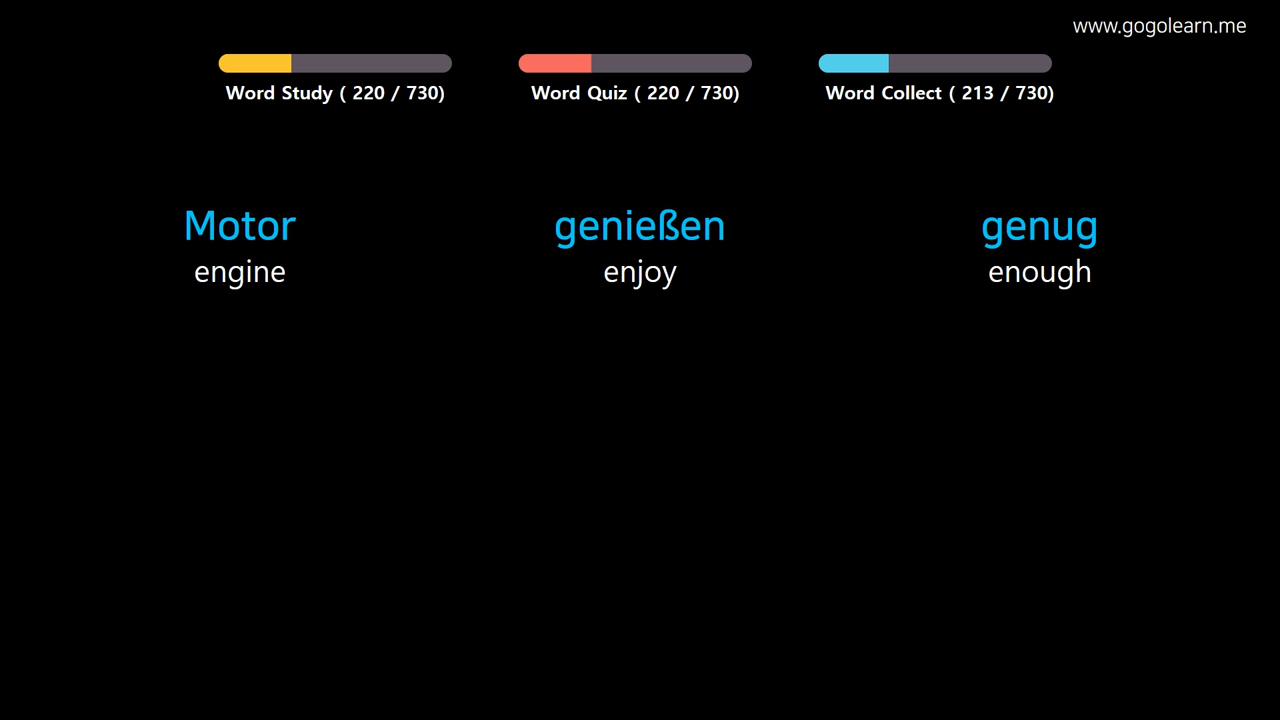 www.gogolearn.me
Word Study ( 220 / 730)
Word Quiz ( 220 / 730)
Word Collect ( 213 / 730)
Motor
engine
genießen
enjoy
genug
enough